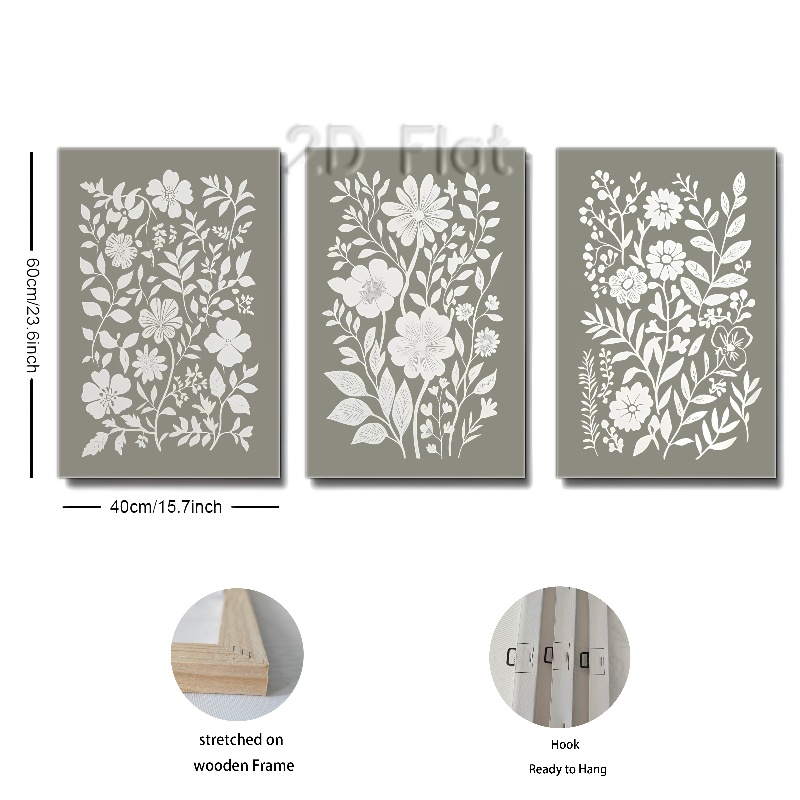 2D Flat
60cm/23.6inch
40cm/15.7inch
stretched on
wooden Frame
Hook
Ready to Hang